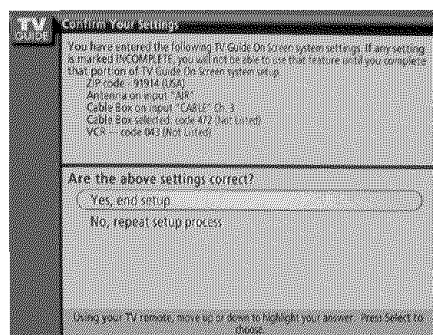 TV
GUIDE
Confirm Your Settings
You have entered the following TV Guide On Screen system settings. If any setting
is marked INCOMPLETE, you will not be able to use that feature until you complete
that portion of TV Guide On Screen system setup.
ZIP code - 91914 (USA)
Antenna on input "AIR"
Cable Box on input "CABLE" Ch. 3
Cable Box selected: code 472 (Not Listed)
VCR — code 043 (Not Listed)
Are the above settings correct?
Yes, end setup
No, repeat setup process
Using your TV remote, move up or down to highlight your answer. Press Select to
choose.